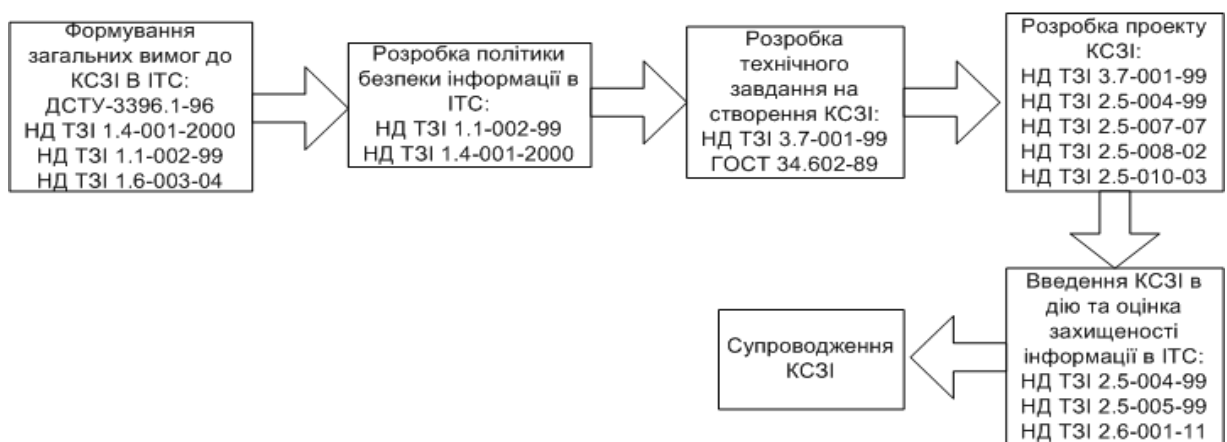 Формування
загальних вимог до
КСЗІ В ІТС:
ДСТУ-3396.1-96
НД ТЗІ 1.4-001-2000
НД ТЗІ 1.1-002-99
НД ТЗІ 1.6-003-04
Розробка політики
безпеки інформації в
ІТС:
НД ТЗІ 1.1-002-99
НД ТЗІ 1.4-001-2000
Розробка
технічного
завдання на
створення КСЗІ:
НД ТЗІ 3.7-001-99
ГОСТ 34.602-89
Розробка проекту
КСЗІ:
НД ТЗІ 3.7-001-99
НД ТЗІ 2.5-004-99
НД ТЗІ 2.5-007-07
НД ТЗІ 2.5-008-02
НД ТЗІ 2.5-010-03
Введення КСЗІ в
дію та оцінка
захищеності
інформації в ІТС:
НД ТЗІ 2.5-004-99
НД ТЗІ 2.5-005-99
НД ТЗІ 2.6-001-11
Супроводження
КСЗІ